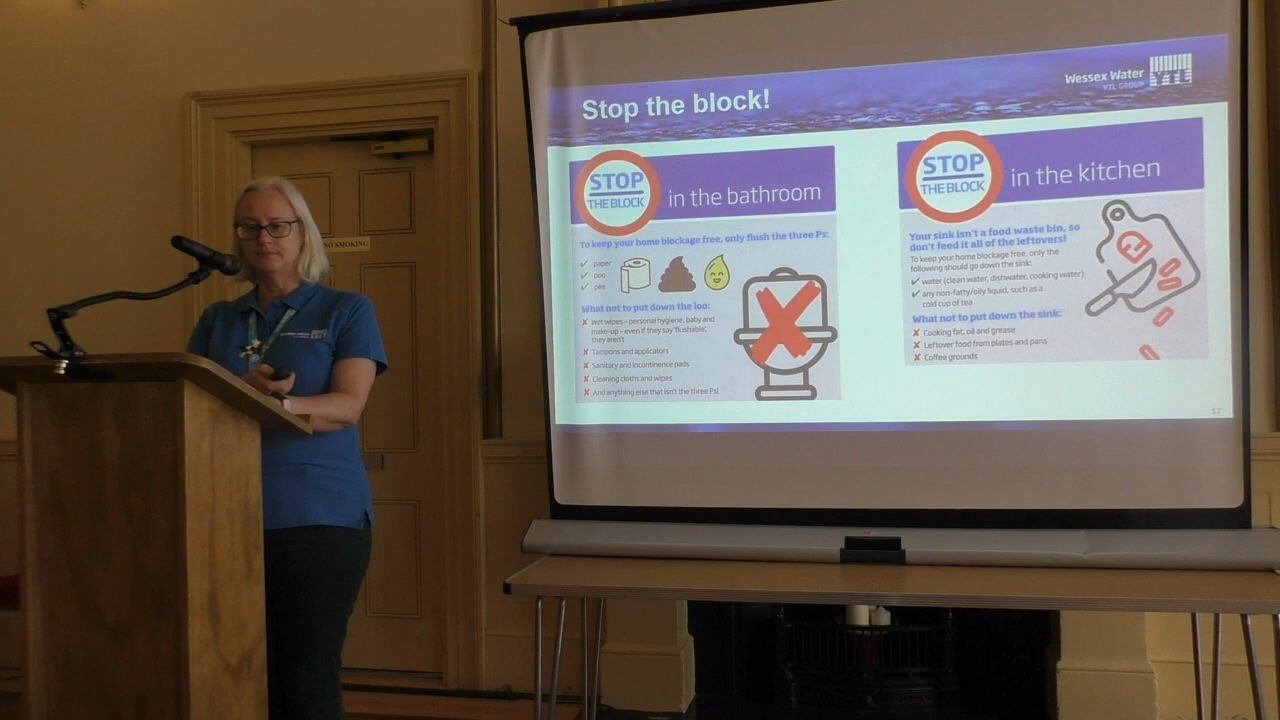 Stop the block!
Wessex Water
YTL GROUP
YTL
STOP
THE BLOCK
in the bathroom
To keep your home blockage free, only flush the three Ps:
paper
poo
pee
What not to put down the loo:
Wet wipes – personal hygiene, baby and
make-up – even if they say 'flushable',
they aren't
Tampons and applicators
Sanitary and incontinence pads
Cleaning cloths and wipes
And anything else that isn't the three Ps!
STOP
THE BLOCK
in the kitchen
Your sink isn't a food waste bin, so
don't feed it all of the leftovers!
To keep your home blockage free, only the
following should go down the sink:
water (clean water, dishwater, cooking water)
any non-fatty/oily liquid, such as a
cold cup of tea
What not to put down the sink:
Cooking fat, oil and grease
Leftover food from plates and pans
Coffee grounds
17
NO SMOKING
YTL